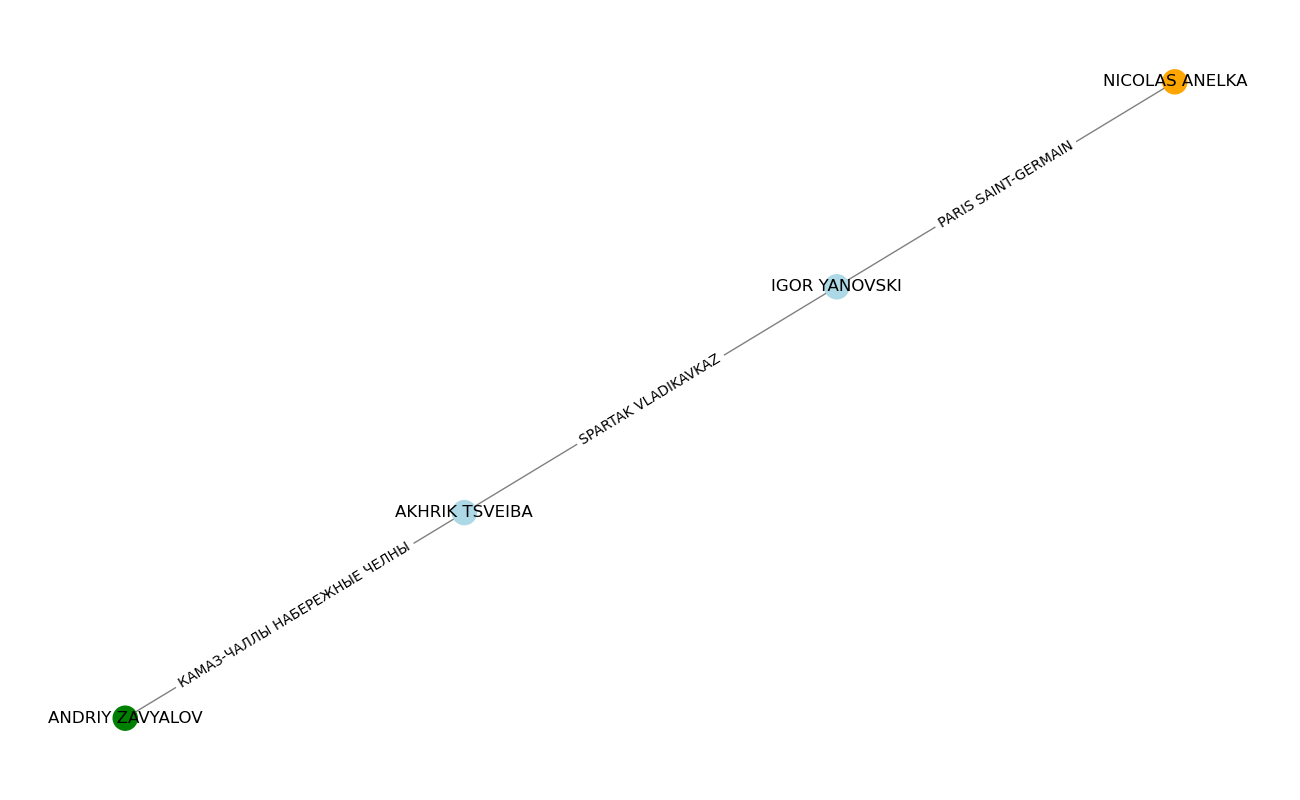 NICOLAS ANELKA
PARIS SAINT-GERMAIN
IGOR YANOVSKI
SPARTAK VLADIKAVKAZ
AKHRIK TSVEIBA
КАМАЗ-ЧАЛЛЫ НАБЕРЕЖНЫЕ ЧЕЛНЫ
ANDRIY ZAVYALOV